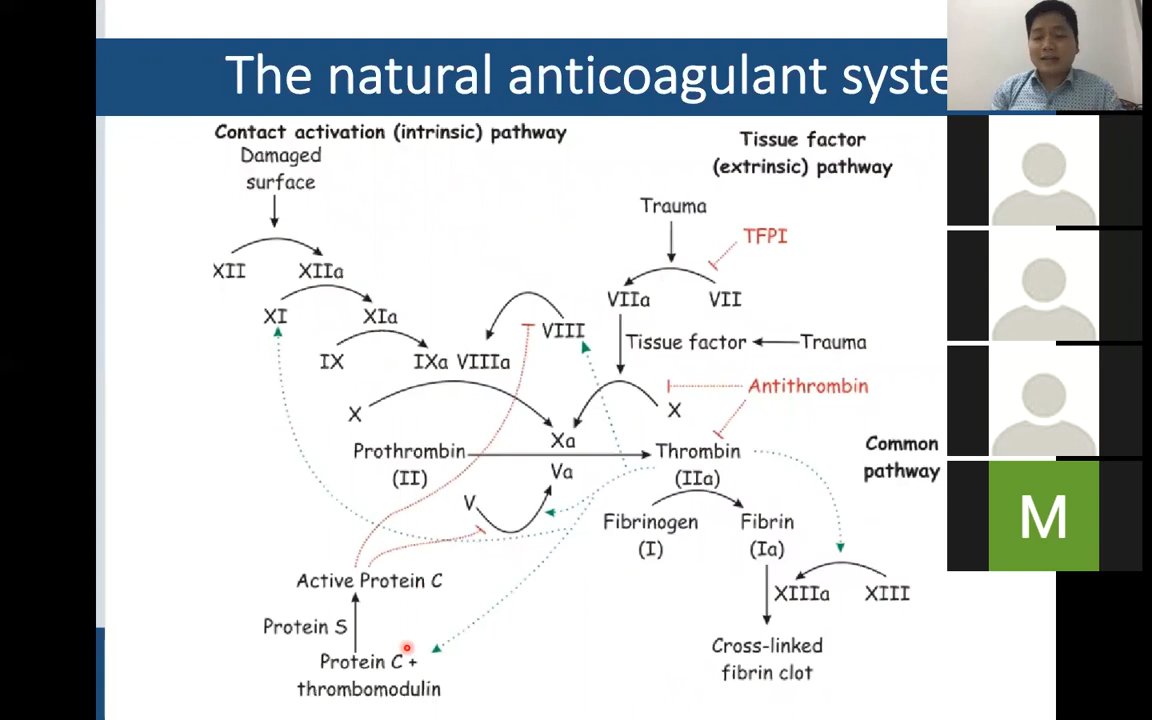 The natural anticoagulant syste
Contact activation (intrinsic) pathway
Damaged
surface
XII
XIIa
XI
XIa
IX
IXa VIIIa
VIII
X
Xa
Tissue factor
(extrinsic) pathway
Trauma
TFPI
VIIa
VII
Tissue factor
Trauma
X
Antithrombin
Prothrombin
(II)
Thrombin
(IIa)
Common
pathway
Va
V
Fibrinogen
(I)
Fibrin
(Ia)
XIIIa
XIII
Cross-linked
fibrin clot
Active Protein C
Protein S
Protein C +
thrombomodulin
M